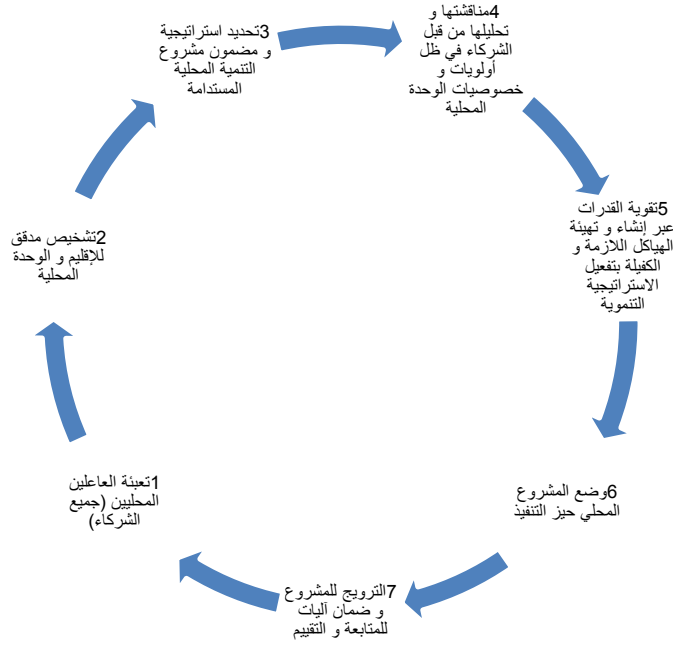 1تعبئة العاعلين
المحليين (جميع
الشركاء)
2تشخيص مدقق
للإقليم و الوحدة
المحلية
3تحديد استراتيجية
و مضمون مشروع
التنمية المحلية
المستدامة
4مناقشتها و
تحليلها من قبل
الشركاء في ظل
أولويات و
خصوصيات الوحدة
المحلية
5تقوية القدرات
عبر إنشاء و تهيئة
الهياكل اللازمة و
الكفيلة بتفعيل
الاستراتيجية
التنموية
6وضع المشروع
المحلي حيز التنفيذ
7الترويج للمشروع
و ضمان آليات
للمتابعة و التقييم